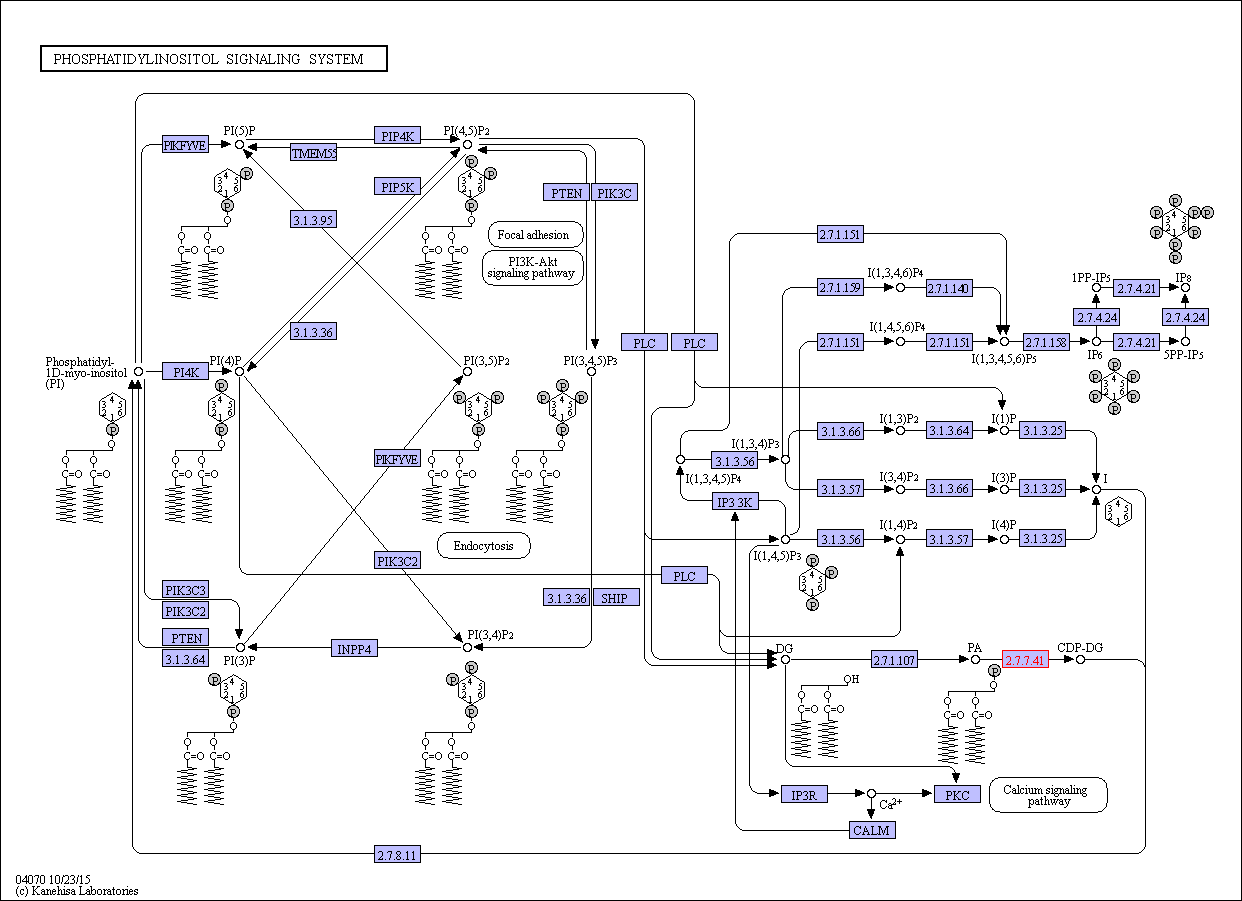 PHOSPHATIDYLINOSITOL SIGNALING SYSTEM
PI(5)P
PI(4,5)P2
PIKFYVE
PIP4K
TMEM55
PIP5K
PTEN
PIK3C
3.1.3.95
Focal adhesion
PI3K-Akt
signaling pathway
3.1.3.36
PLC
PLC
Phosphatidyl-
1D-myo-inositol
(PI)
PI4K
PI(4)P
PI(3,5)P2
PI(3,4,5)P3
PIKFYVE
Endocytosis
PIK3C2
PLC
PIK3C3
PIK3C2
3.1.3.36
SHIP
PTEN
3.1.3.64
PI(3)P
INPP4
PI(3,4)P2
2.7.1.151
I(1,3,4,6)P4
2.7.1.159
2.7.1.140
I(1,4,5,6)P4
2.7.1.151
2.7.1.151
I(1,3,4,5,6)P5
2.7.1.158
IP6
1PP-IP5
2.7.4.21
IP8
2.7.4.24
2.7.4.24
2.7.4.21
5PP-IP5
I(1,3)P2
I(1)P
3.1.3.66
3.1.3.64
3.1.3.25
I(1,3,4)P3
3.1.3.56
I(1,3,4,5)P4
I(3,4)P2
I(3)P
I
3.1.3.57
3.1.3.66
3.1.3.25
IP33K
I(1,4)P2
I(4)P
3.1.3.56
3.1.3.57
3.1.3.25
I(1,4,5)P3
DG
2.7.1.107
PA
2.7.7.41
CDP-DG
OH
IP3R
Ca2+
PKC
Calcium signaling
pathway
CALM
2.7.8.11
P
1
2
3
4
5
6
O
C=O
04070 10/23/15
(c) Kanehisa Laboratories